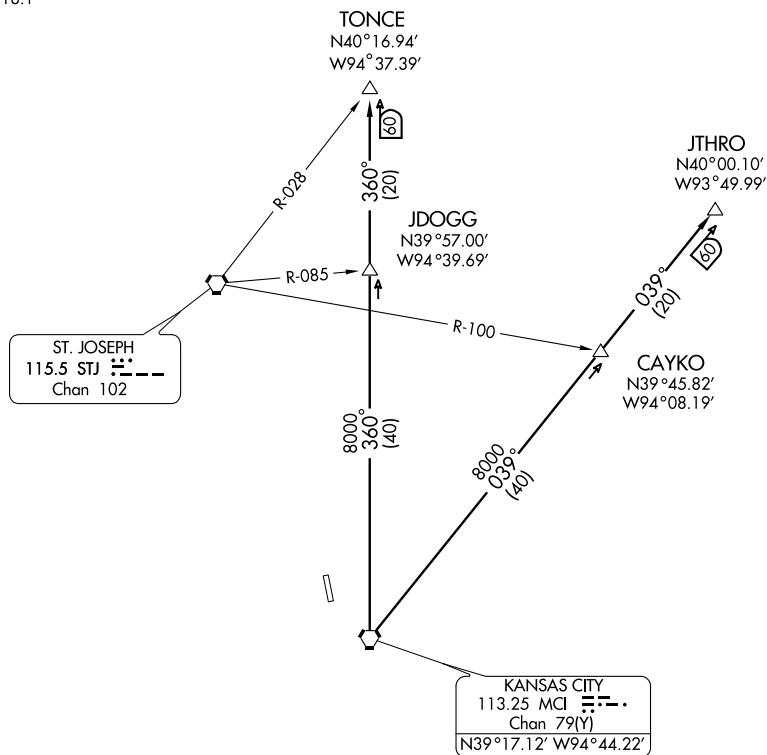 TONCE
N40°16.94'
W94°37.39'
60
JTHRO
N40°00.10'
W93°49.99'
60
R-028
360°
(20)
JDOGG
N39°57.00'
W94°39.69'
R-085
039°
(20)
R-100
ST. JOSEPH
115.5 STJ
Chan 102
CAYKO
N39°45.82'
W94°08.19'
8000
360°
(40)
8000
039°
(40)
KANSAS CITY
113.25 MCI
Chan 79(Y)
N39°17.12' W94°44.22'